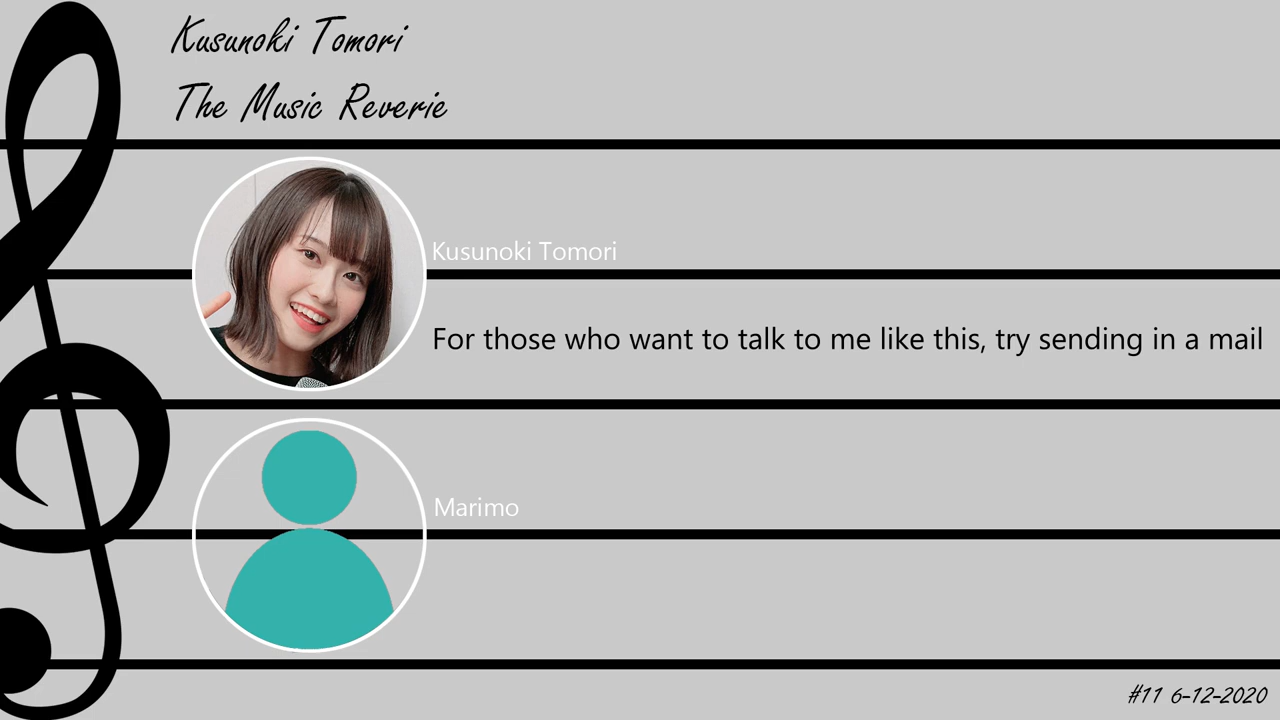 Kusunoki Tomori
The Music Reverie
Kusunoki Tomori
For those who want to talk to me like this, try sending in a mail
Marimo
#11 6-12-2020